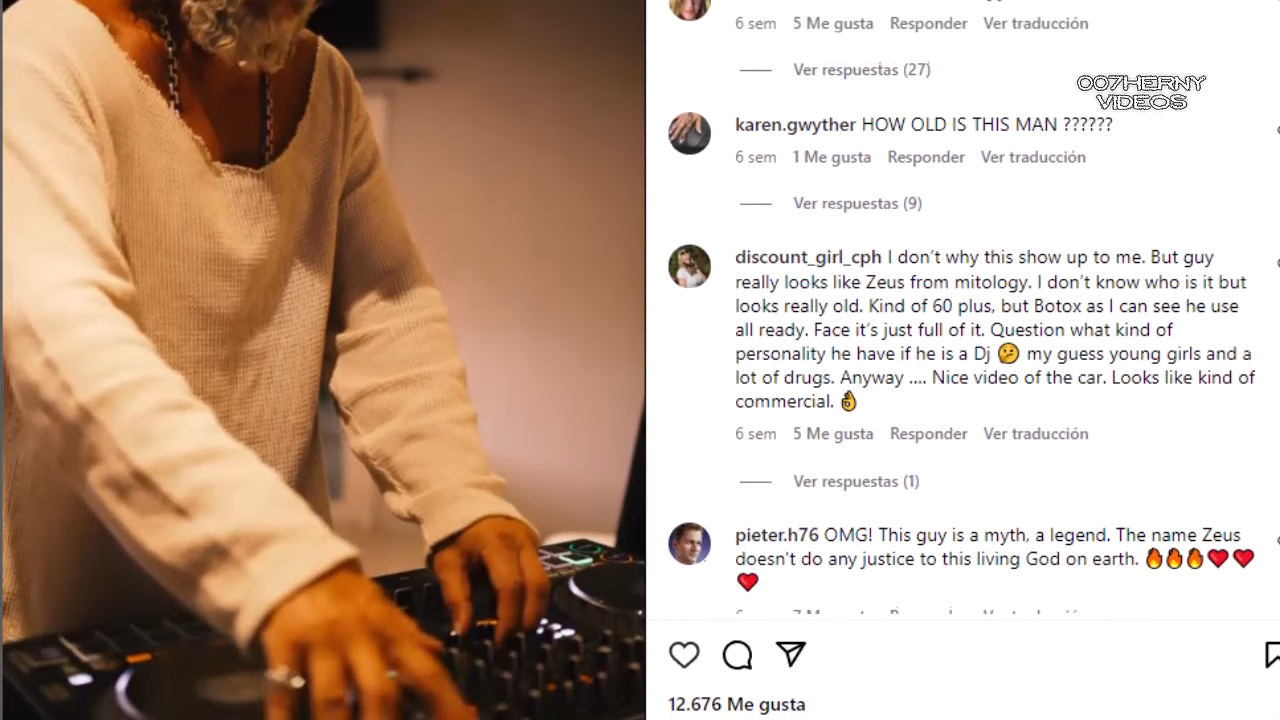 6 sem 5 Me gusta Responder Ver traducción
Ver respuestas (27)
007HERNY
VIDEOS
karen.gwyther HOW OLD IS THIS MAN ??????
6 sem 1 Me gusta Responder Ver traducción
Ver respuestas (9)
discount_girl_cph I don’t why this show up to me. But guy
really looks like Zeus from mitology. I don’t know who is it but
looks really old. Kind of 60 plus, but Botox as I can see he use
all ready. Face it’s just full of it. Question what kind of
personality he have if he is a Dj 🤔 my guess young girls and a
lot of drugs. Anyway .... Nice video of the car. Looks like kind of
commercial. 👌
6 sem 5 Me gusta Responder Ver traducción
Ver respuestas (1)
pieter.h76 OMG! This guy is a myth, a legend. The name Zeus
doesn't do any justice to this living God on earth. 🔥🔥🔥❤️❤️
❤️
12.676 Me gusta